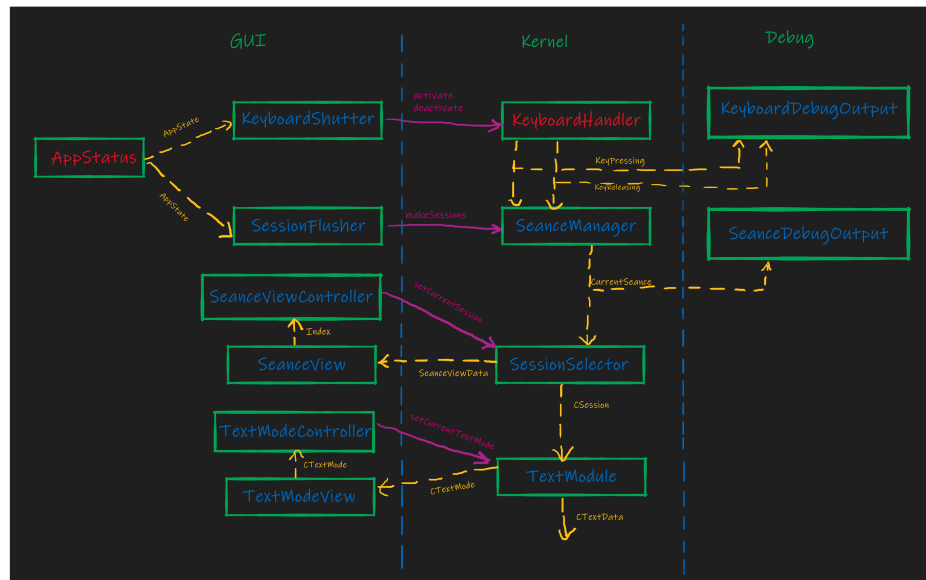 GUI
Kernel
Debug
activate
deactivate
KeyboardShutter
KeyboardHandler
KeyboardDebugOutput
AppState
AppStatus
KeyPressing
KeyReleasing
AppState
SessionFlusher
makeSessions
SeanceManager
SeanceDebugOutput
SeanceViewController
setCurrentSession
CurrentSeance
Index
SeanceView
SeanceViewData
SessionSelector
CSession
TextModeController
setCurrentTextMode
CTextMode
CTextMode
TextModeView
TextModule
CTextData